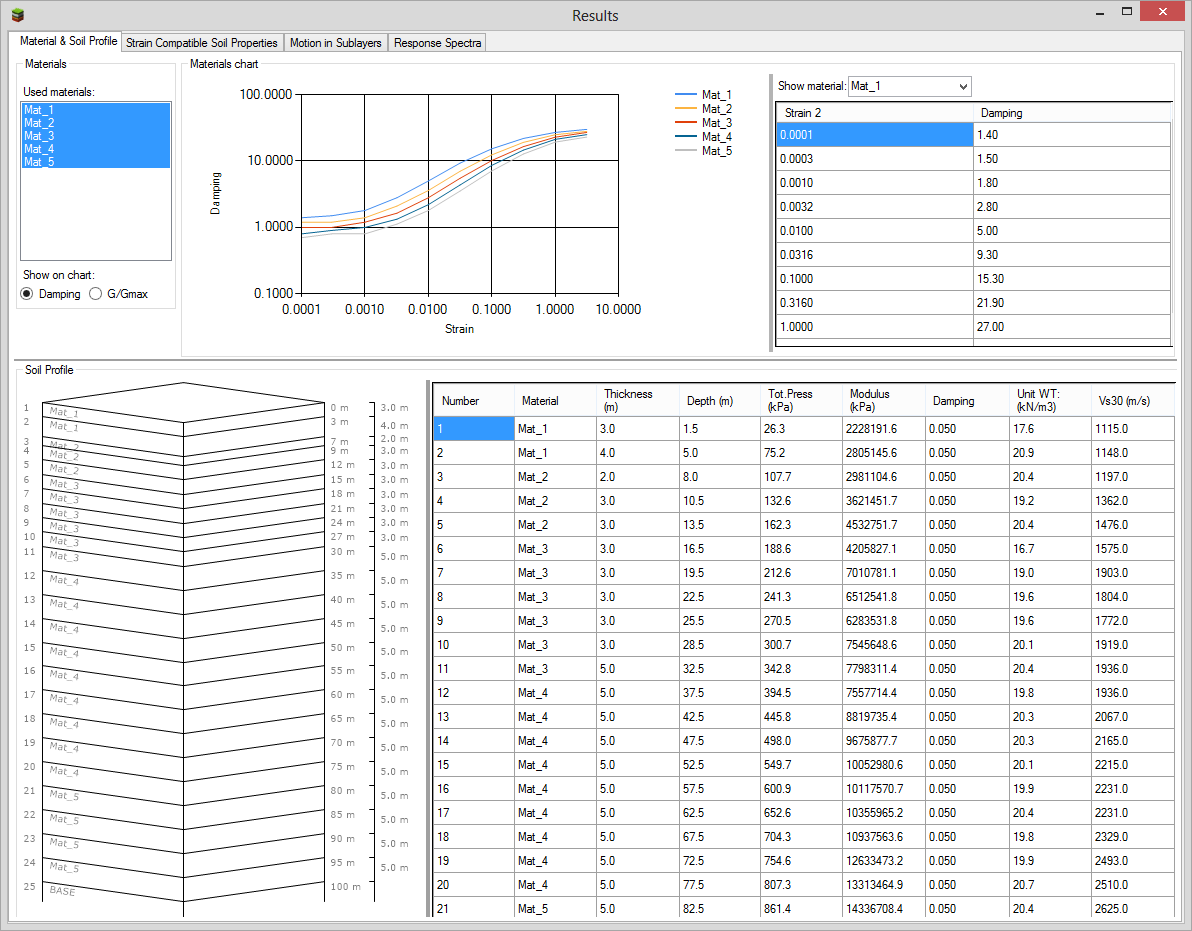 Results
Material & Soil Profile Strain Compatible Soil Properties Motion in Sublayers Response Spectra
Materials
Used materials:
Mat_1
Mat_2
Mat_3
Mat_4
Mat_5
Show on chart:
Damping G/Gmax
Materials chart
100.0000
10.0000
1.0000
0.1000
Damping
0.0001 0.0010 0.0100 0.1000 1.0000 10.0000
Strain
Mat_1
Mat_2
Mat_3
Mat_4
Mat_5
Show material: Mat_1
Strain 2 Damping
0.0001 1.40
0.0003 1.50
0.0010 1.80
0.0032 2.80
0.0100 5.00
0.0316 9.30
0.1000 15.30
0.3160 21.90
1.0000 27.00
Soil Profile
1 Mat_1 0 m 3.0 m
2 Mat_1 3 m 4.0 m
3 Mat_2 7 m 2.0 m
4 Mat_2 9 m 3.0 m
5 Mat_2 12 m 3.0 m
6 Mat_3 15 m 3.0 m
7 Mat_3 18 m 3.0 m
8 Mat_3 21 m 3.0 m
9 Mat_3 24 m 3.0 m
10 Mat_3 27 m 3.0 m
11 Mat_3 30 m 5.0 m
12 Mat_4 35 m 5.0 m
13 Mat_4 40 m 5.0 m
14 Mat_4 45 m 5.0 m
15 Mat_4 50 m 5.0 m
16 Mat_4 55 m 5.0 m
17 Mat_4 60 m 5.0 m
18 Mat_4 65 m 5.0 m
19 Mat_4 70 m 5.0 m
20 Mat_4 75 m 5.0 m
21 Mat_5 80 m 5.0 m
22 Mat_5 85 m 5.0 m
23 Mat_5 90 m 5.0 m
24 Mat_5 95 m 5.0 m
25 BASE 100 m
Number Material Thickness (m) Depth (m) Tot.Press (kPa) Modulus (kPa) Damping Unit WT: (kN/m3) Vs30 (m/s)
1 Mat_1 3.0 1.5 26.3 2228191.6 0.050 17.6 1115.0
2 Mat_1 4.0 5.0 75.2 2805145.6 0.050 20.9 1148.0
3 Mat_2 2.0 8.0 107.7 2981104.6 0.050 20.4 1197.0
4 Mat_2 3.0 10.5 132.6 3621451.7 0.050 19.2 1362.0
5 Mat_2 3.0 13.5 162.3 4532751.7 0.050 20.4 1476.0
6 Mat_3 3.0 16.5 188.6 4205827.1 0.050 16.7 1575.0
7 Mat_3 3.0 19.5 212.6 7010781.1 0.050 19.0 1903.0
8 Mat_3 3.0 22.5 241.3 6512541.8 0.050 19.6 1804.0
9 Mat_3 3.0 25.5 270.5 6283531.8 0.050 19.6 1772.0
10 Mat_3 3.0 28.5 300.7 7545648.6 0.050 20.1 1919.0
11 Mat_3 5.0 32.5 342.8 7798311.4 0.050 20.4 1936.0
12 Mat_4 5.0 37.5 394.5 7557714.4 0.050 19.8 1936.0
13 Mat_4 5.0 42.5 445.8 8819735.4 0.050 20.3 2067.0
14 Mat_4 5.0 47.5 498.0 9675877.7 0.050 20.3 2165.0
15 Mat_4 5.0 52.5 549.7 10052980.6 0.050 20.1 2215.0
16 Mat_4 5.0 57.5 600.9 10117570.7 0.050 19.9 2231.0
17 Mat_4 5.0 62.5 652.6 10355965.2 0.050 20.4 2231.0
18 Mat_4 5.0 67.5 704.3 10937563.6 0.050 19.8 2329.0
19 Mat_4 5.0 72.5 754.6 12633473.2 0.050 19.9 2493.0
20 Mat_4 5.0 77.5 807.3 13313464.9 0.050 20.7 2510.0
21 Mat_5 5.0 82.5 861.4 14336708.4 0.050 20.4 2625.0